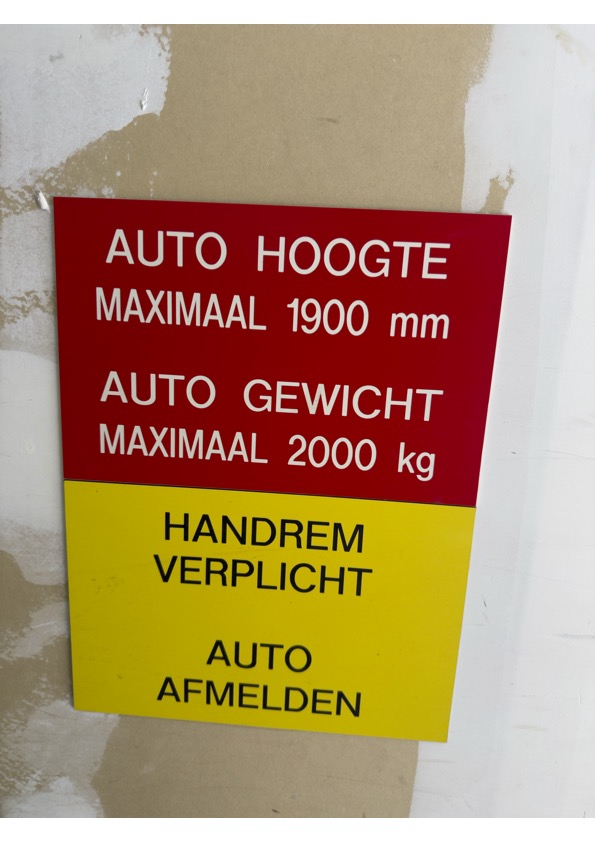 AUTO HOOGTE
MAXIMAAL 1900 mm
AUTO GEWICHT
MAXIMAAL 2000 kg
HANDREM
VERPLICHT
AUTO
AFMELDEN